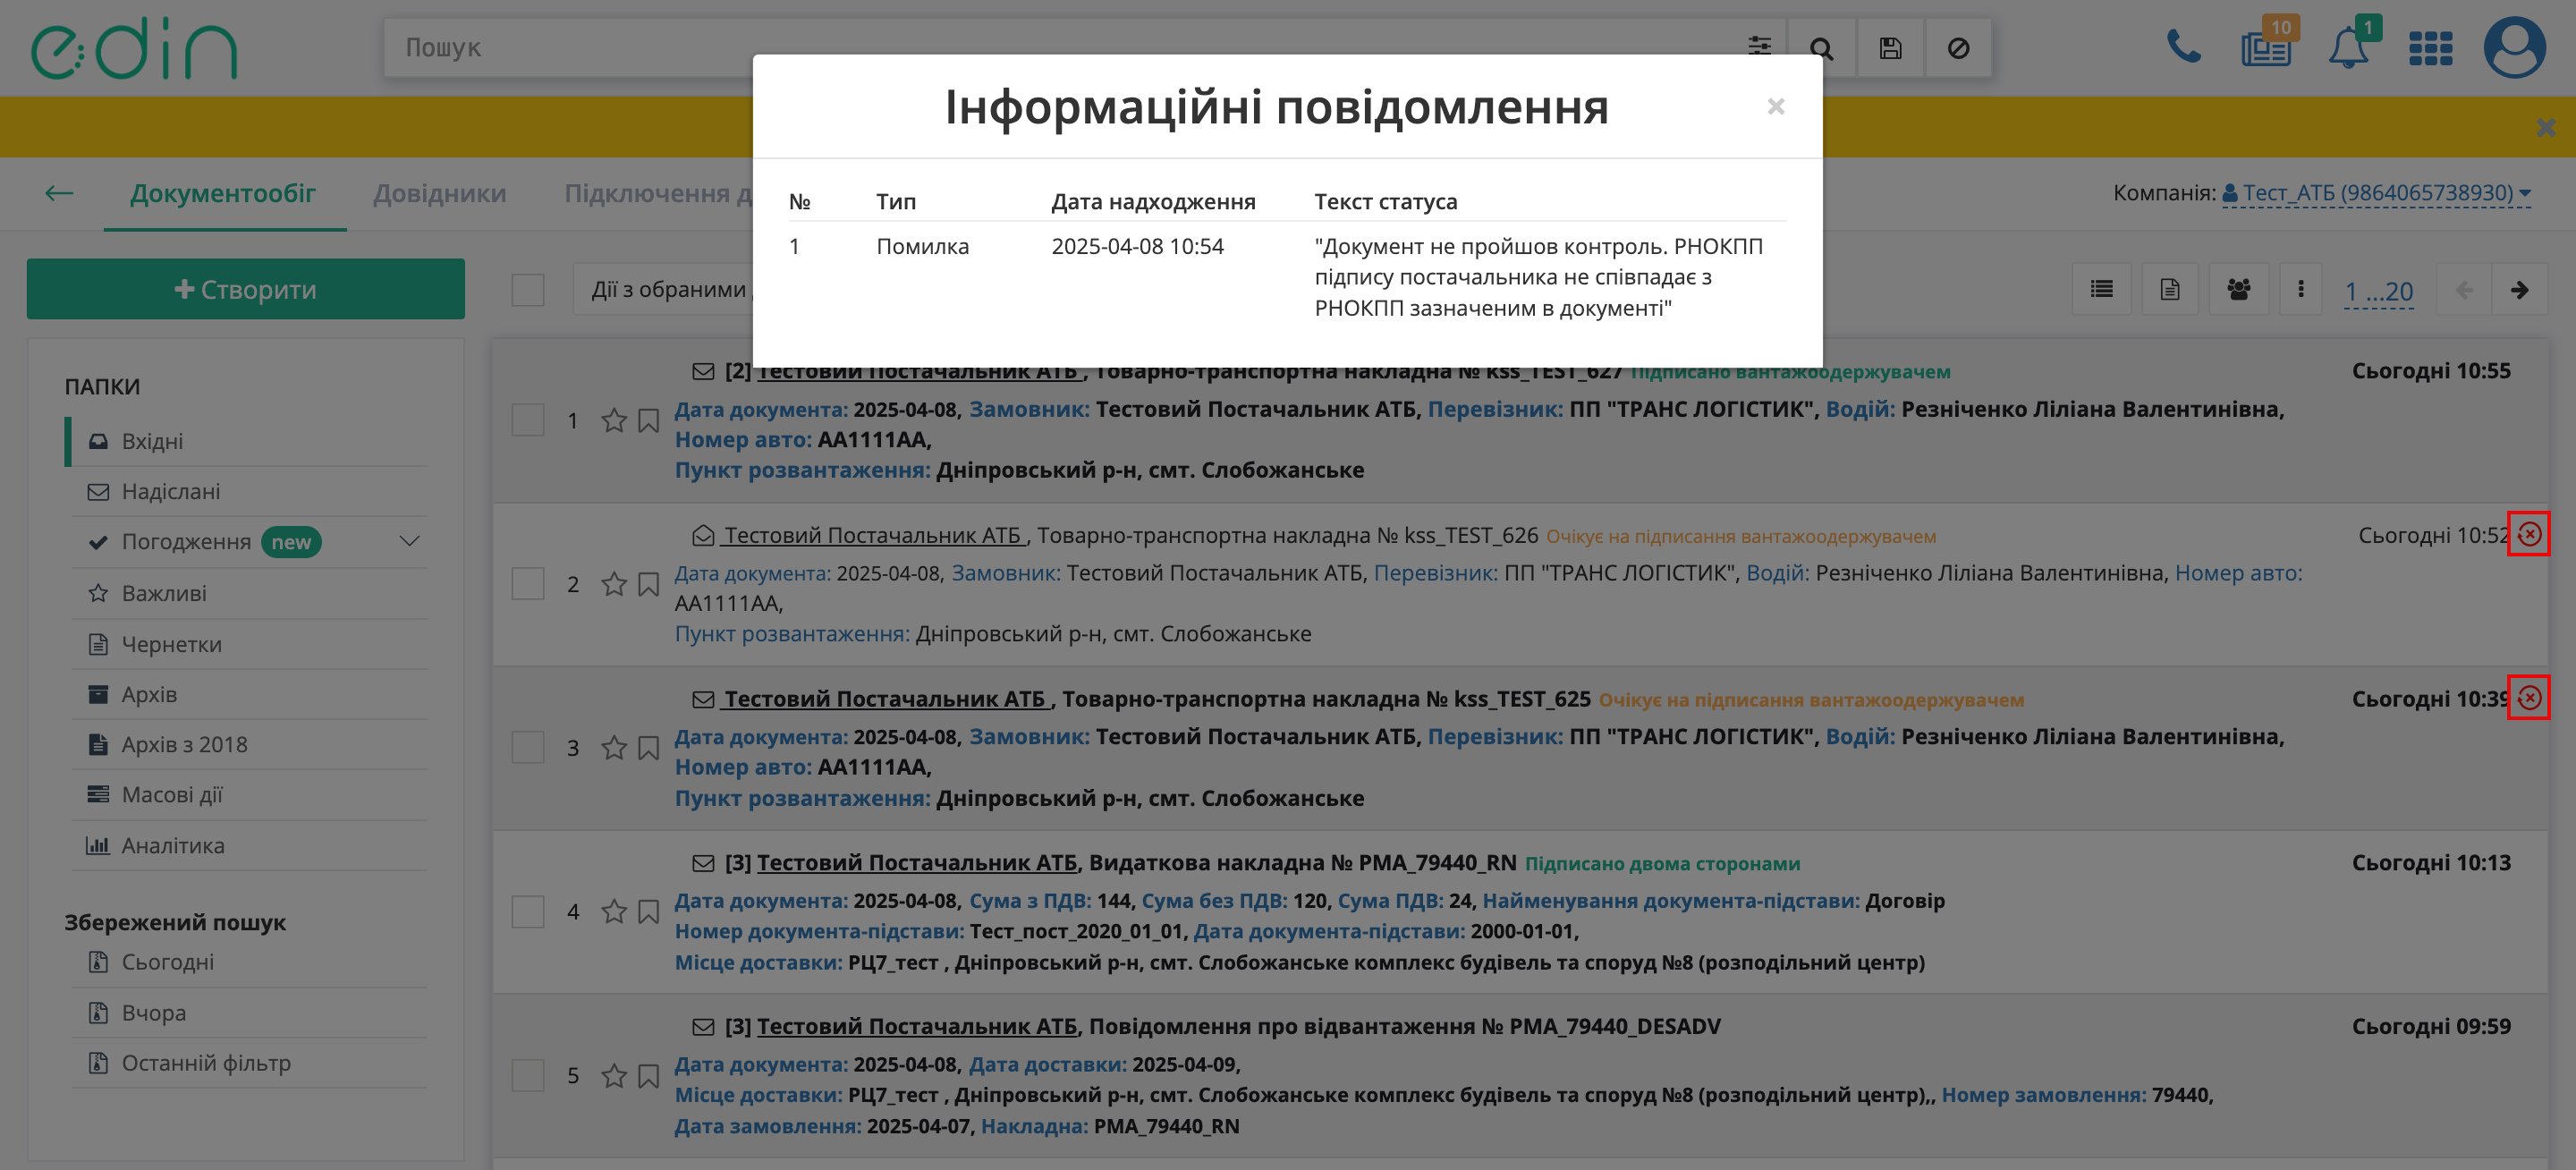 edin
Пошук
10
1
Інформаційні повідомлення
×
№ Тип Дата надходження Текст статуса
1 Помилка 2025-04-08 10:54 "Документ не пройшов контроль. РНОКПП
підпису постачальника не співпадає з
РНОКПП зазначеним в документі"
Документообіг Довідники Підключення д
Компанія: Тест_АТБ (9864065738930)
Створити
Дії з обраними
1 ...20
ПАПКИ
Вхідні
Надіслані
Погодження new
Важливі
Чернетки
Архів
Архів з 2018
Масові дії
Аналітика
Збережений пошук
Сьогодні
Вчора
Останній фільтр
[2] Тестовий Постачальник АТБ , Товарно-транспортна накладна № kss_TEST_627 Підписано вантажоодержувачем Сьогодні 10:55
1 Дата документа: 2025-04-08, Замовник: Тестовий Постачальник АТБ, Перевізник: ПП "ТРАНС ЛОГІСТИК", Водій: Резніченко Ліліана Валентинівна,
Номер авто: АА1111АА,
Пункт розвантаження: Дніпровський р-н, смт. Слобожанське
Тестовий Постачальник АТБ , Товарно-транспортна накладна № kss_TEST_626 Очікує на підписання вантажоодержувачем Сьогодні 10:52
2 Дата документа: 2025-04-08, Замовник: Тестовий Постачальник АТБ, Перевізник: ПП "ТРАНС ЛОГІСТИК", Водій: Резніченко Ліліана Валентинівна, Номер авто:
АА1111АА,
Пункт розвантаження: Дніпровський р-н, смт. Слобожанське
Тестовий Постачальник АТБ , Товарно-транспортна накладна № kss_TEST_625 Очікує на підписання вантажоодержувачем Сьогодні 10:39
3 Дата документа: 2025-04-08, Замовник: Тестовий Постачальник АТБ, Перевізник: ПП "ТРАНС ЛОГІСТИК", Водій: Резніченко Ліліана Валентинівна,
Номер авто: АА1111АА,
Пункт розвантаження: Дніпровський р-н, смт. Слобожанське
[3] Тестовий Постачальник АТБ, Видаткова накладна № PMA_79440_RN Підписано двома сторонами Сьогодні 10:13
4 Дата документа: 2025-04-08, Сума з ПДВ: 144, Сума без ПДВ: 120, Сума ПДВ: 24, Найменування документа-підстави: Договір
Номер документа-підстави: Тест_пост_2020_01_01, Дата документа-підстави: 2000-01-01,
Місце доставки: РЦ7_тест , Дніпровський р-н, смт. Слобожанське комплекс будівель та споруд №8 (розподільний центр)
[3] Тестовий Постачальник АТБ, Повідомлення про відвантаження № PMA_79440_DESADV Сьогодні 09:59
5 Дата документа: 2025-04-08, Дата доставки: 2025-04-09,
Місце доставки: РЦ7_тест , Дніпровський р-н, смт. Слобожанське комплекс будівель та споруд №8 (розподільний центр),, Номер замовлення: 79440,
Дата замовлення: 2025-04-07, Накладна: PMA_79440_RN